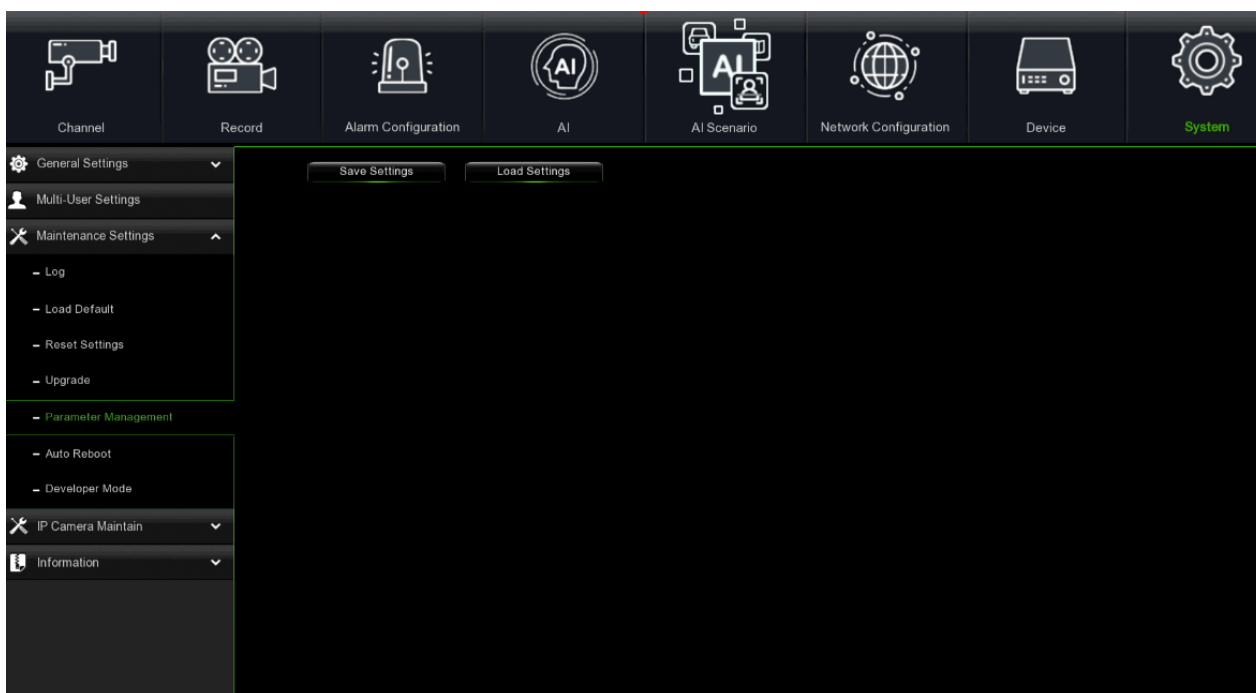 AI
AI
Channel
Record
Alarm Configuration
AI
AI Scenario
Network Configuration
Device
System
General Settings
Save Settings
Load Settings
Multi-User Settings
Maintenance Settings
– Log
– Load Default
– Reset Settings
– Upgrade
– Parameter Management
– Auto Reboot
– Developer Mode
IP Camera Maintain
Information